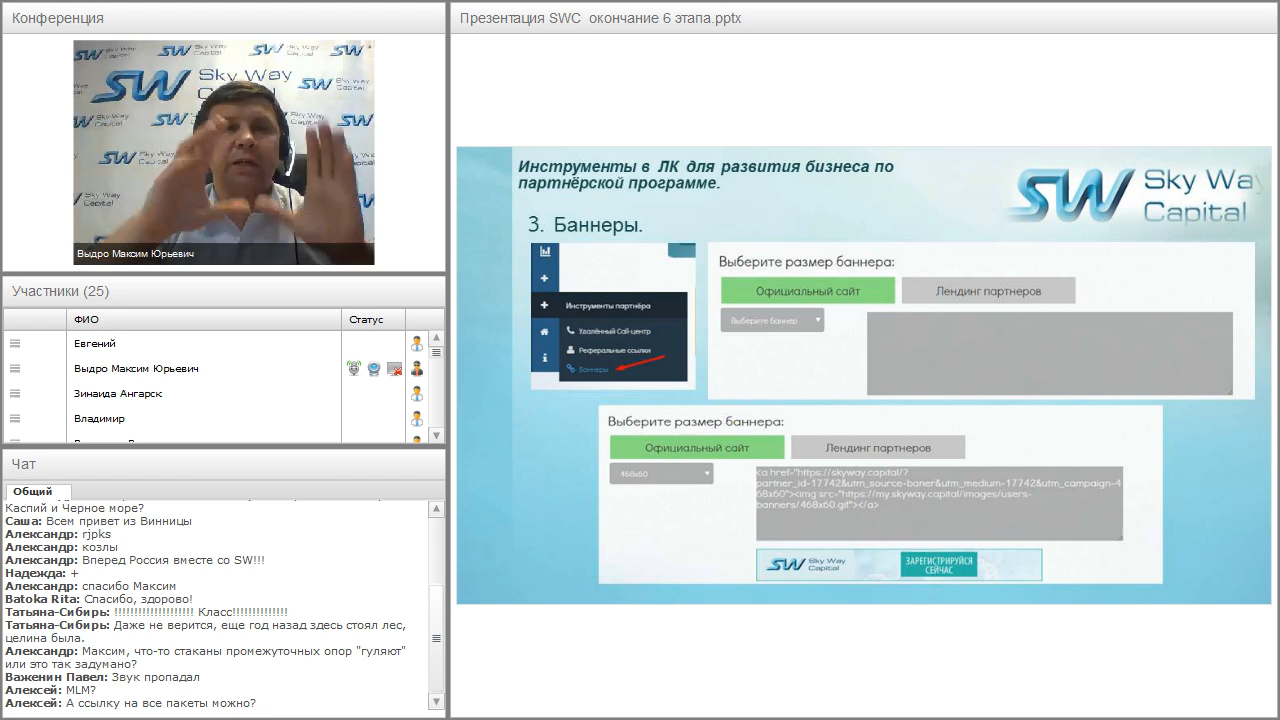 Конференция
SW
Sky Way
Capital
Выдро Максим Юрьевич
Участники (25)
ФИО
Статус
Евгений
Выдро Максим Юрьевич
Зинаида Ангарск
Владимир
Чат
Общий
Каспий и Черноморье?
Саша: Всем привет из Винницы
Александр: rjpks
Александр: козлы
Александр: Вперед Россия вместе со SW!!!
Надежда: +
Александр: спасибо Максим
Batoka Rita: Спасибо, здорово!
Татьяна-Сибирь: !!!!!!!!!!!!!!!!!!!! Класс!!!!!!!!!!!!!!
Татьяна-Сибирь: Даже не верится, еще год назад здесь стоял лес,
целина была.
Александр: Максим, что-то стаканы промежуточных опор "гуляют"
или это так задумано?
Важенин Павел: Звук пропадал
Алексей: MLM?
Алексей: А ссылку на все пакеты можно?
Презентация SWC окончание 6 этапа.pptx
Инструменты в ЛК для развития бизнеса по
партнёрской программе.
SW Sky Way
Capital
3. Баннеры.
Инструменты партнёра
Удалённый Call-центр
Реферальные ссылки
Баннеры
Выберите размер баннера:
Официальный сайт
Лендинг партнеров
Выберите баннер
Выберите размер баннера:
Официальный сайт
Лендинг партнеров
468x60
<a href="https://skyway.capital/?
partner_id=17742&utm_source=baner&utm_medium=17742&utm_campaign=4
68x60"><img src="https://my.skyway.capital/images/users-
banners/468x60.gif"></a>
SW Sky Way
Capital
ЗАРЕГИСТРИРУЙСЯ
СЕЙЧАС